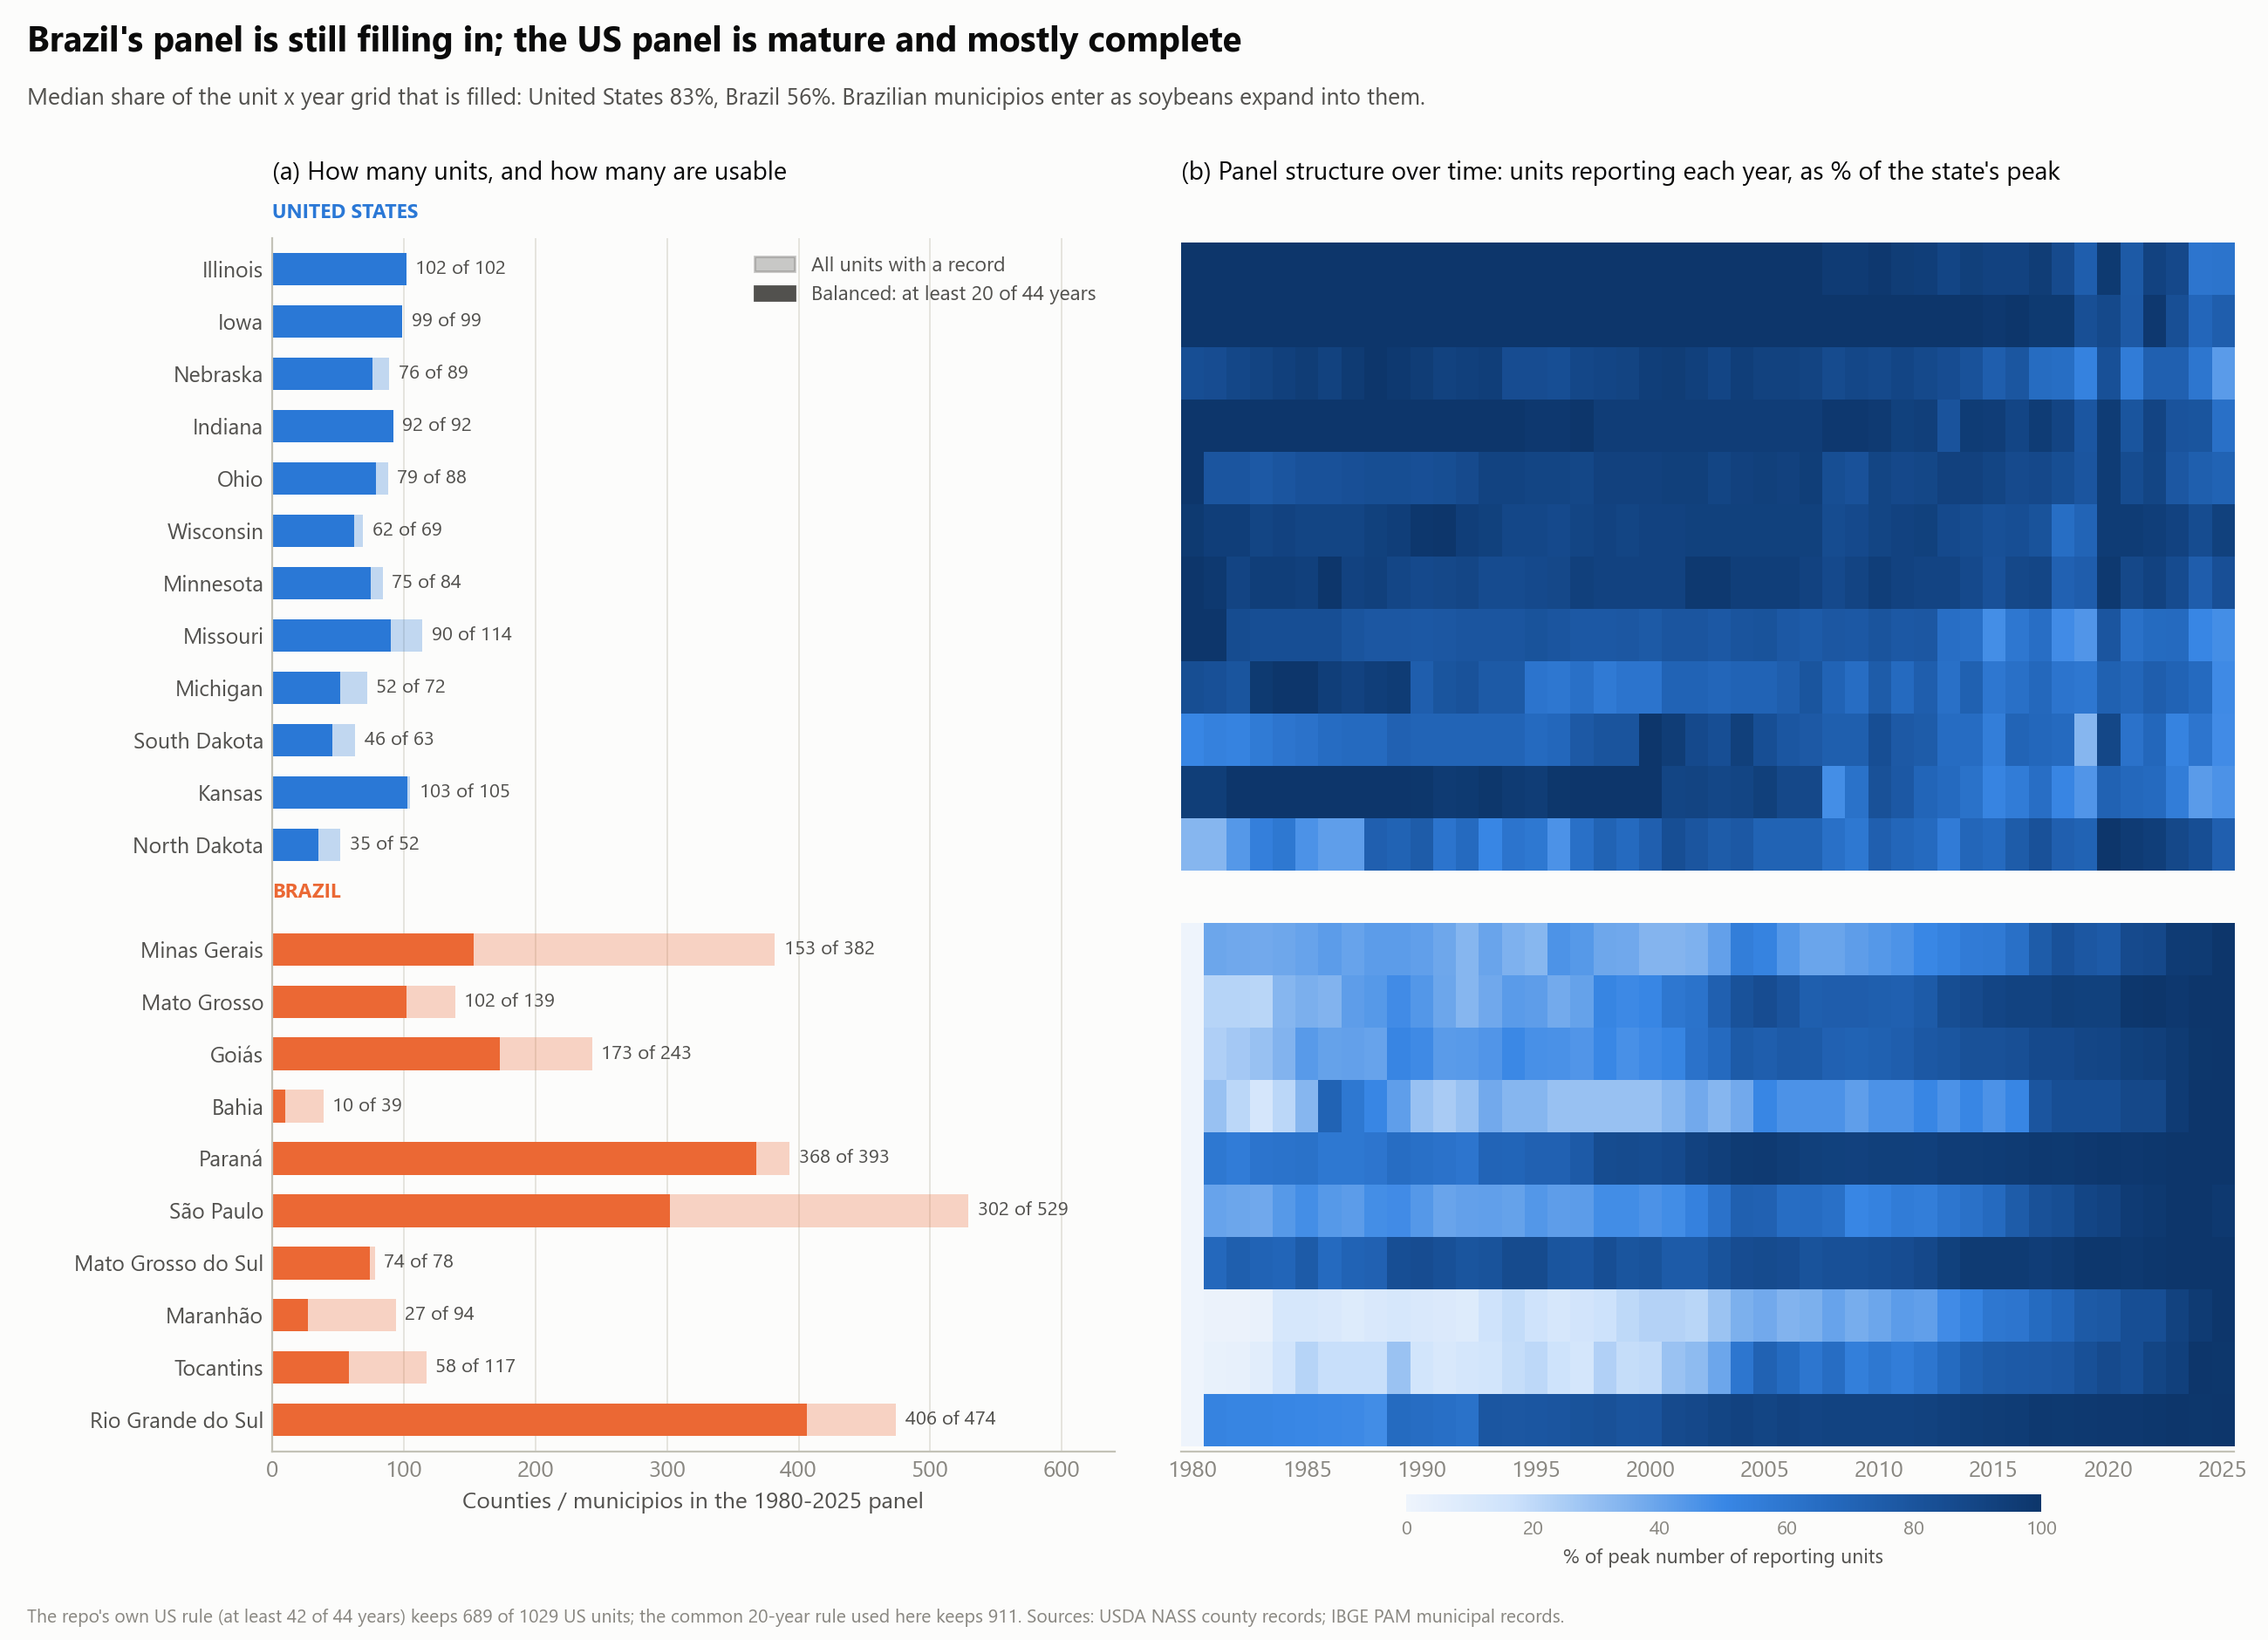 Brazil's panel is still filling in; the US panel is mature and mostly complete
Median share of the unit x year grid that is filled: United States 83%, Brazil 56%. Brazilian municipios enter as soybeans expand into them.
(a) How many units, and how many are usable
UNITED STATES
All units with a record
Balanced: at least 20 of 44 years
Illinois 102 of 102
Iowa 99 of 99
Nebraska 76 of 89
Indiana 92 of 92
Ohio 79 of 88
Wisconsin 62 of 69
Minnesota 75 of 84
Missouri 90 of 114
Michigan 52 of 72
South Dakota 46 of 63
Kansas 103 of 105
North Dakota 35 of 52
BRAZIL
Minas Gerais 153 of 382
Mato Grosso 102 of 139
Goiás 173 of 243
Bahia 10 of 39
Paraná 368 of 393
São Paulo 302 of 529
Mato Grosso do Sul 74 of 78
Maranhão 27 of 94
Tocantins 58 of 117
Rio Grande do Sul 406 of 474
0 100 200 300 400 500 600
Counties / municipios in the 1980-2025 panel
(b) Panel structure over time: units reporting each year, as % of the state's peak
1980 1985 1990 1995 2000 2005 2010 2015 2020 2025
0 20 40 60 80 100
% of peak number of reporting units
The repo's own US rule (at least 42 of 44 years) keeps 689 of 1029 US units; the common 20-year rule used here keeps 911. Sources: USDA NASS county records; IBGE PAM municipal records.